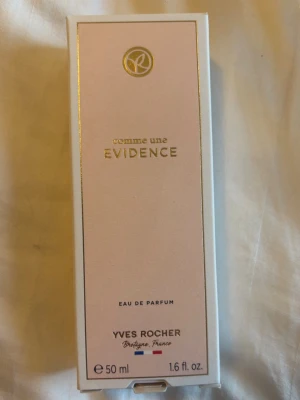 comme une
EVIDENCE
EAU DE PARFUM
YVES ROCHER
Bretagne, France
℮ 50 ml 1.6 fl. oz.